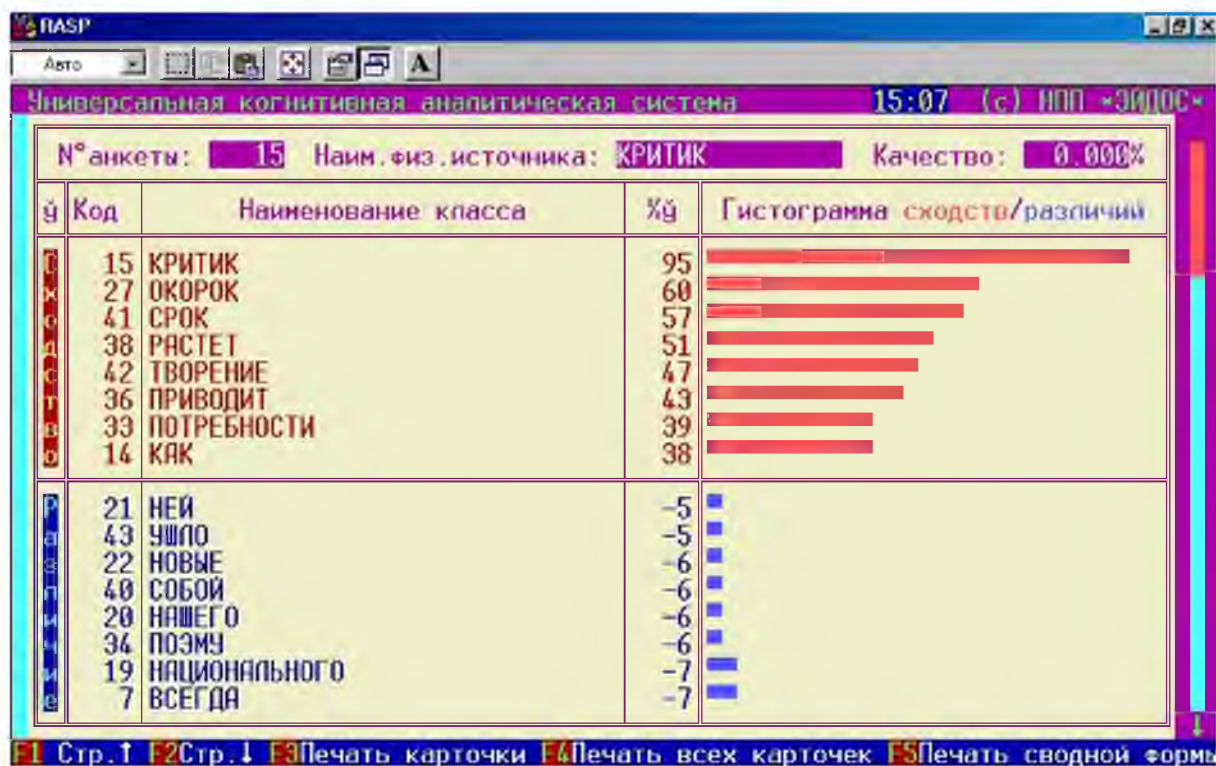 RASP
Авто A
Универсальная когнитивная аналитическая система 15:07 (c) НПП *ЭЙДОС*
N°анкеты: 15 Наим.физ.источника: КРИТИК Качество: 0.000%
ÿ Код Наименование класса %ÿ Гистограмма сходств/различий
Сходство
15 КРИТИК 95
27 ОКОРОК 60
41 СРОК 57
38 РАСТЕТ 51
42 ТВОРЕНИЕ 47
36 ПРИВОДИТ 43
33 ПОТРЕБНОСТИ 39
14 КАК 38
Различие
21 НЕЙ -5
43 УШЛО -5
22 НОВЫЕ -6
40 СОБОЙ -6
20 НАШЕГО -6
34 ПОЭМУ -6
19 НАЦИОНАЛЬНОГО -7
7 ВСЕГДА -7
F1 Стр.↑ F2Стр.↓ F3Печать карточки F4Печать всех карточек F5Печать сводной формы